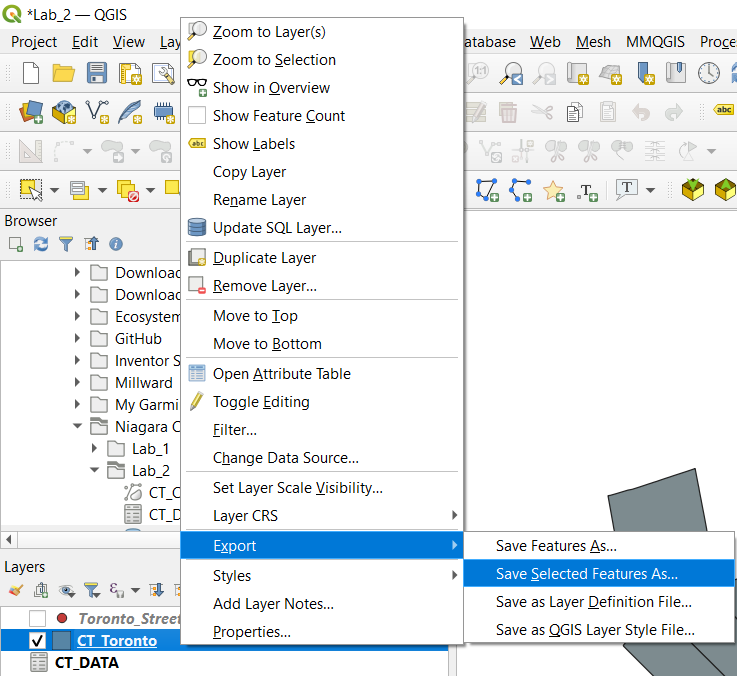 *Lab_2 — QGIS
Project Edit View Lay
atabase Web Mesh MMQGIS Proce
Zoom to Layer(s)
Zoom to Selection
Show in Overview
Show Feature Count
abc Show Labels
Copy Layer
Rename Layer
Update SQL Layer...
Duplicate Layer
Remove Layer...
Move to Top
Move to Bottom
Open Attribute Table
Toggle Editing
Filter...
Change Data Source...
Set Layer Scale Visibility...
Layer CRS
Export
Styles
Add Layer Notes...
Properties...
Save Features As...
Save Selected Features As...
Save as Layer Definition File...
Save as QGIS Layer Style File...
1:1
abc
T
T
Browser
Download
Download
Ecosystem
GitHub
Inventor S
Millward
My Garmi
Niagara C
Lab_1
Lab_2
CT_C
CT_D
Layers
ε
Toronto_Street
CT_Toronto
CT_DATA